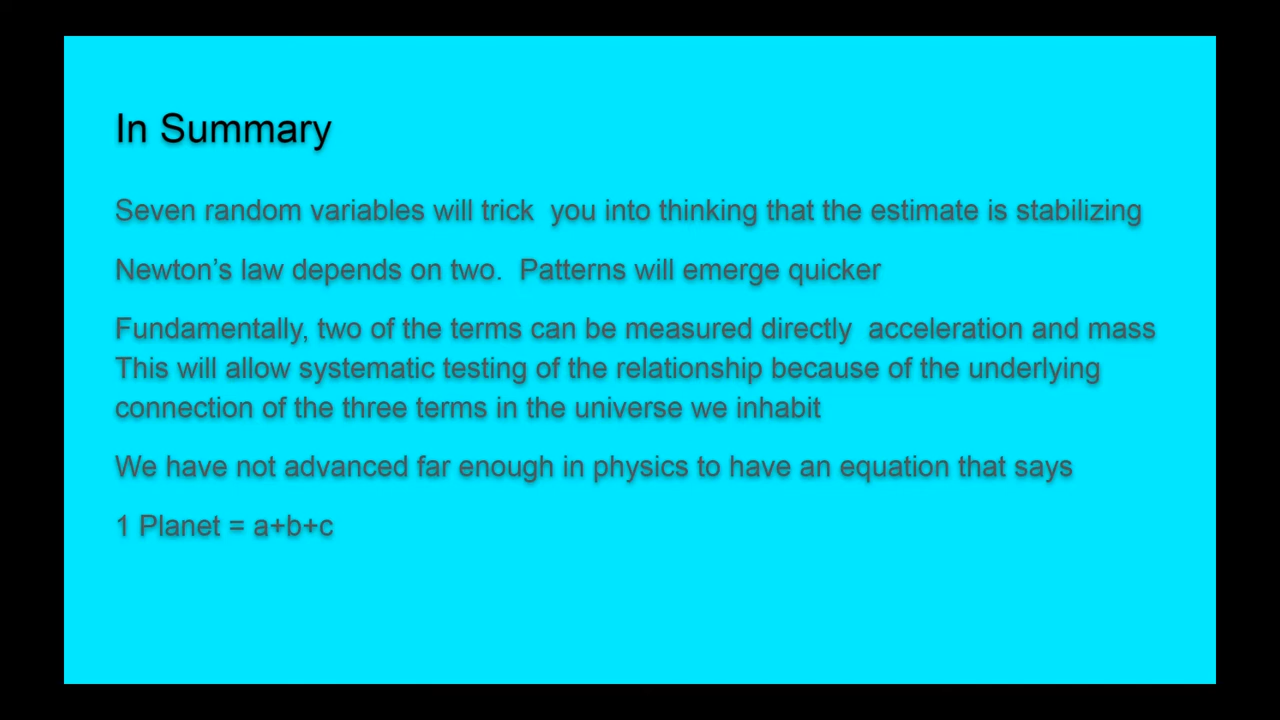 In Summary
Seven random variables will trick  you into thinking that the estimate is stabilizing
Newton’s law depends on two.  Patterns will emerge quicker
Fundamentally, two of the terms can be measured directly  acceleration and mass
This will allow systematic testing of the relationship because of the underlying
connection of the three terms in the universe we inhabit
We have not advanced far enough in physics to have an equation that says
1 Planet = a+b+c